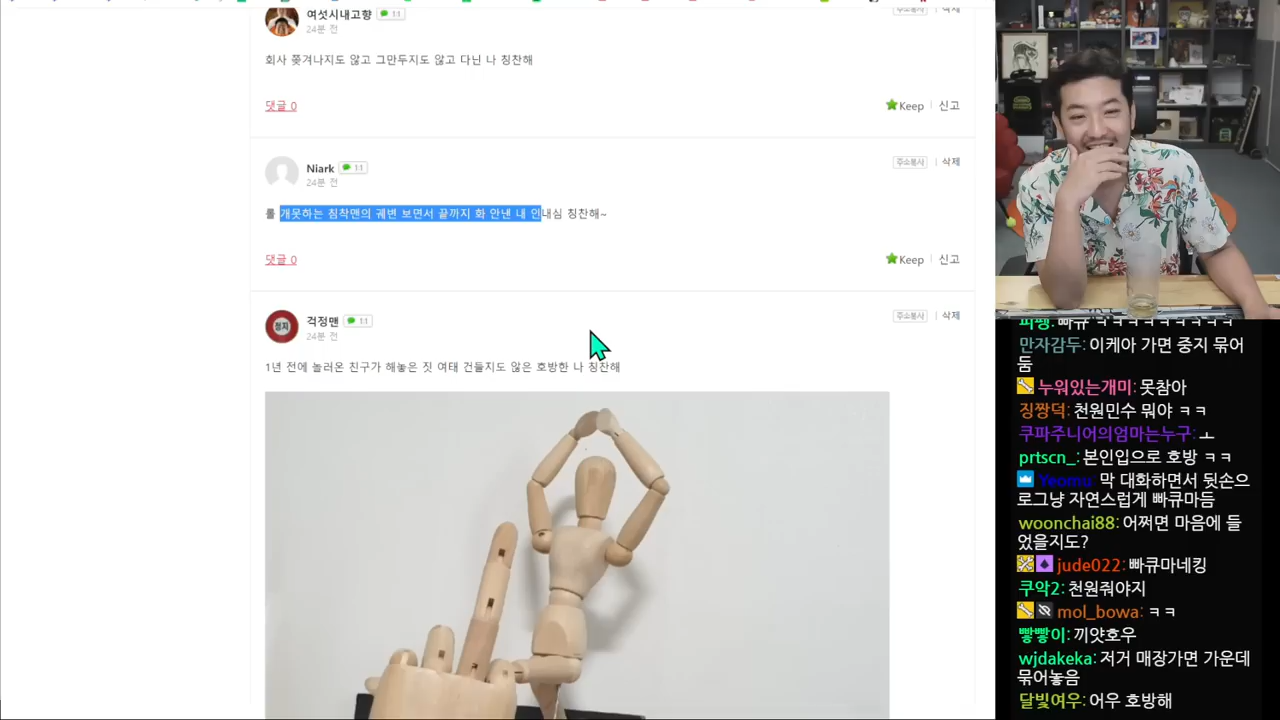 여섯시내고향 11
24분 전
주소복사 삭제
회사 쫒겨나지도 않고 그만두지도 않고 다닌 나 칭찬해
댓글 0
Keep 신고
Niark 11
24분 전
주소복사 삭제
롤 개못하는 침착맨의 궤변 보면서 끝까지 화 안낸 내 인내심 칭찬해~
댓글 0
Keep 신고
걱정맨 11
24분 전
주소복사 삭제
1년 전에 놀러온 친구가 해놓은 짓 여태 건들지도 않은 호방한 나 칭찬해
만자감두: 이케아 가면 중지 묶어
둠
누워있는개미: 못참아
징짱덕: 천원민수 뭐야 ㅋㅋ
쿠파주니어의엄마는누구: ㅗ
prtscn_: 본인입으로 호방 ㅋㅋ
Yeomu: 막 대화하면서 뒷손으
로그냥 자연스럽게 빠큐마듬
woonchai88: 어쩌면 마음에 들
었을지도?
jude022: 빠큐마네킹
쿠악2: 천원줘야지
mol_bowa: ㅋㅋ
빻빻이: 끼얏호우
wjdakeka: 저거 매장가면 가운데
묶어놓음
달빛여우: 어우 호방해